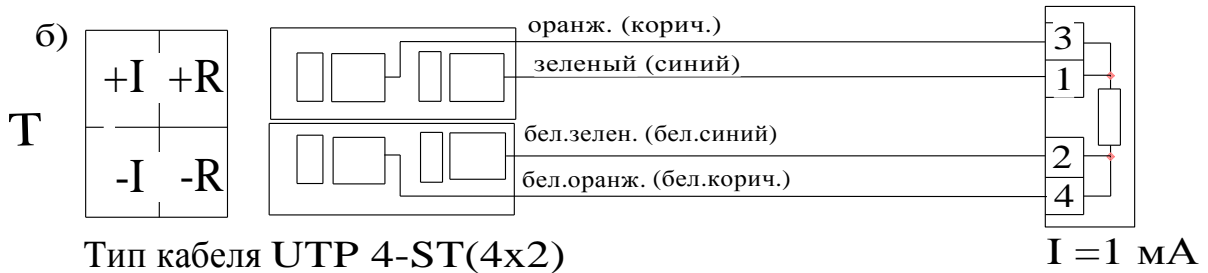 б)
T
+I +R
-I -R
оранж. (корич.)
зеленый (синий)
бел.зелен. (бел.синий)
бел.оранж. (бел.корич.)
3
1
2
4
Тип кабеля UTP 4-ST(4x2)
I =1 мА